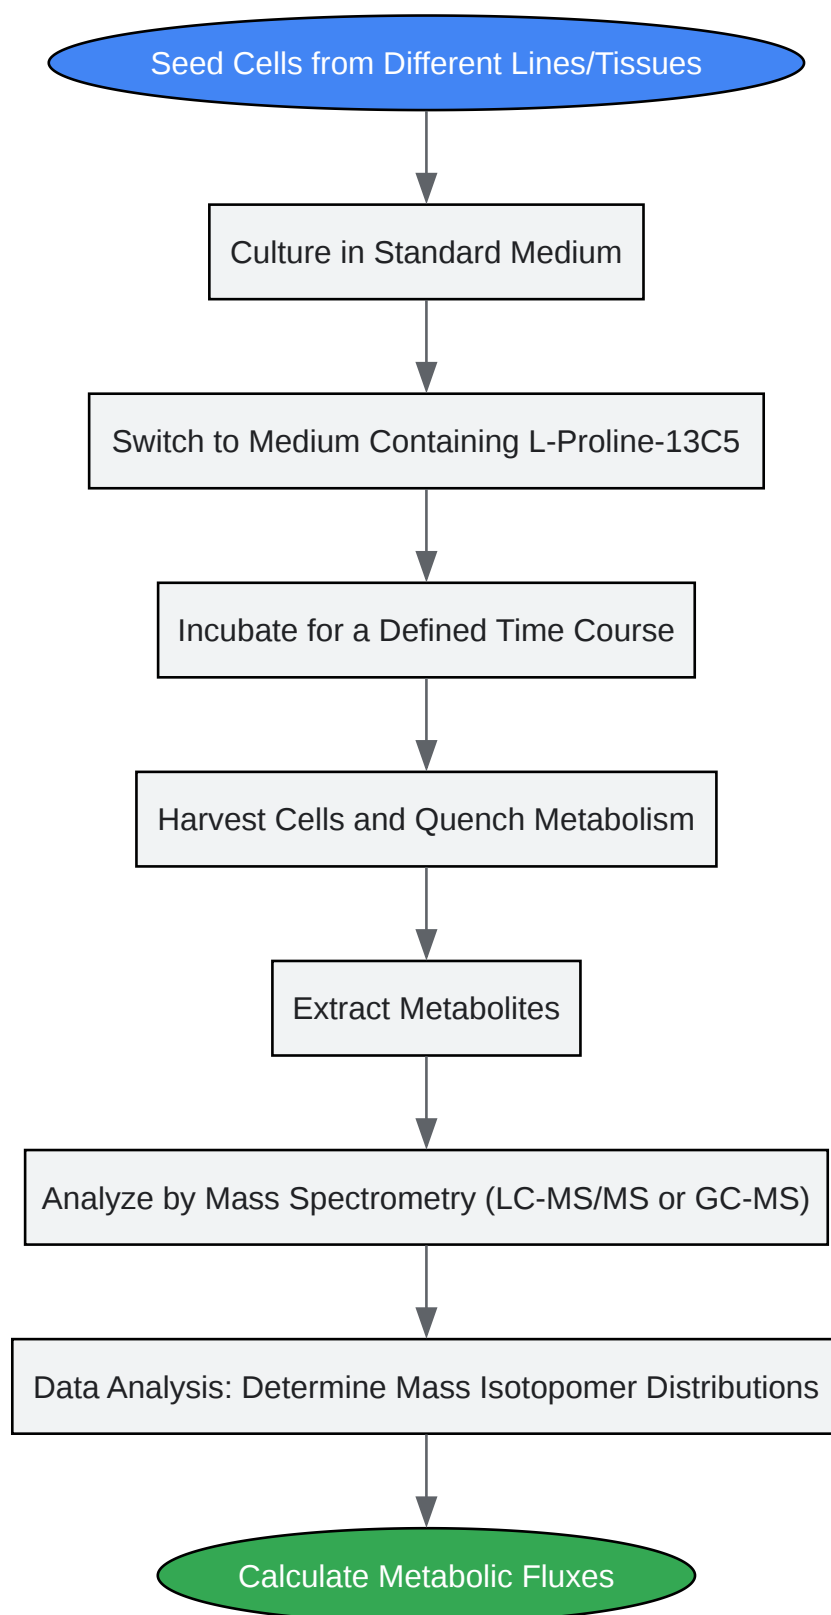 Seed Cells from Different Lines/Tissues
Culture in Standard Medium
Switch to Medium Containing L-Proline-13C5
Incubate for a Defined Time Course
Harvest Cells and Quench Metabolism
Extract Metabolites
Analyze by Mass Spectrometry (LC-MS/MS or GC-MS)
Data Analysis: Determine Mass Isotopomer Distributions
Calculate Metabolic Fluxes